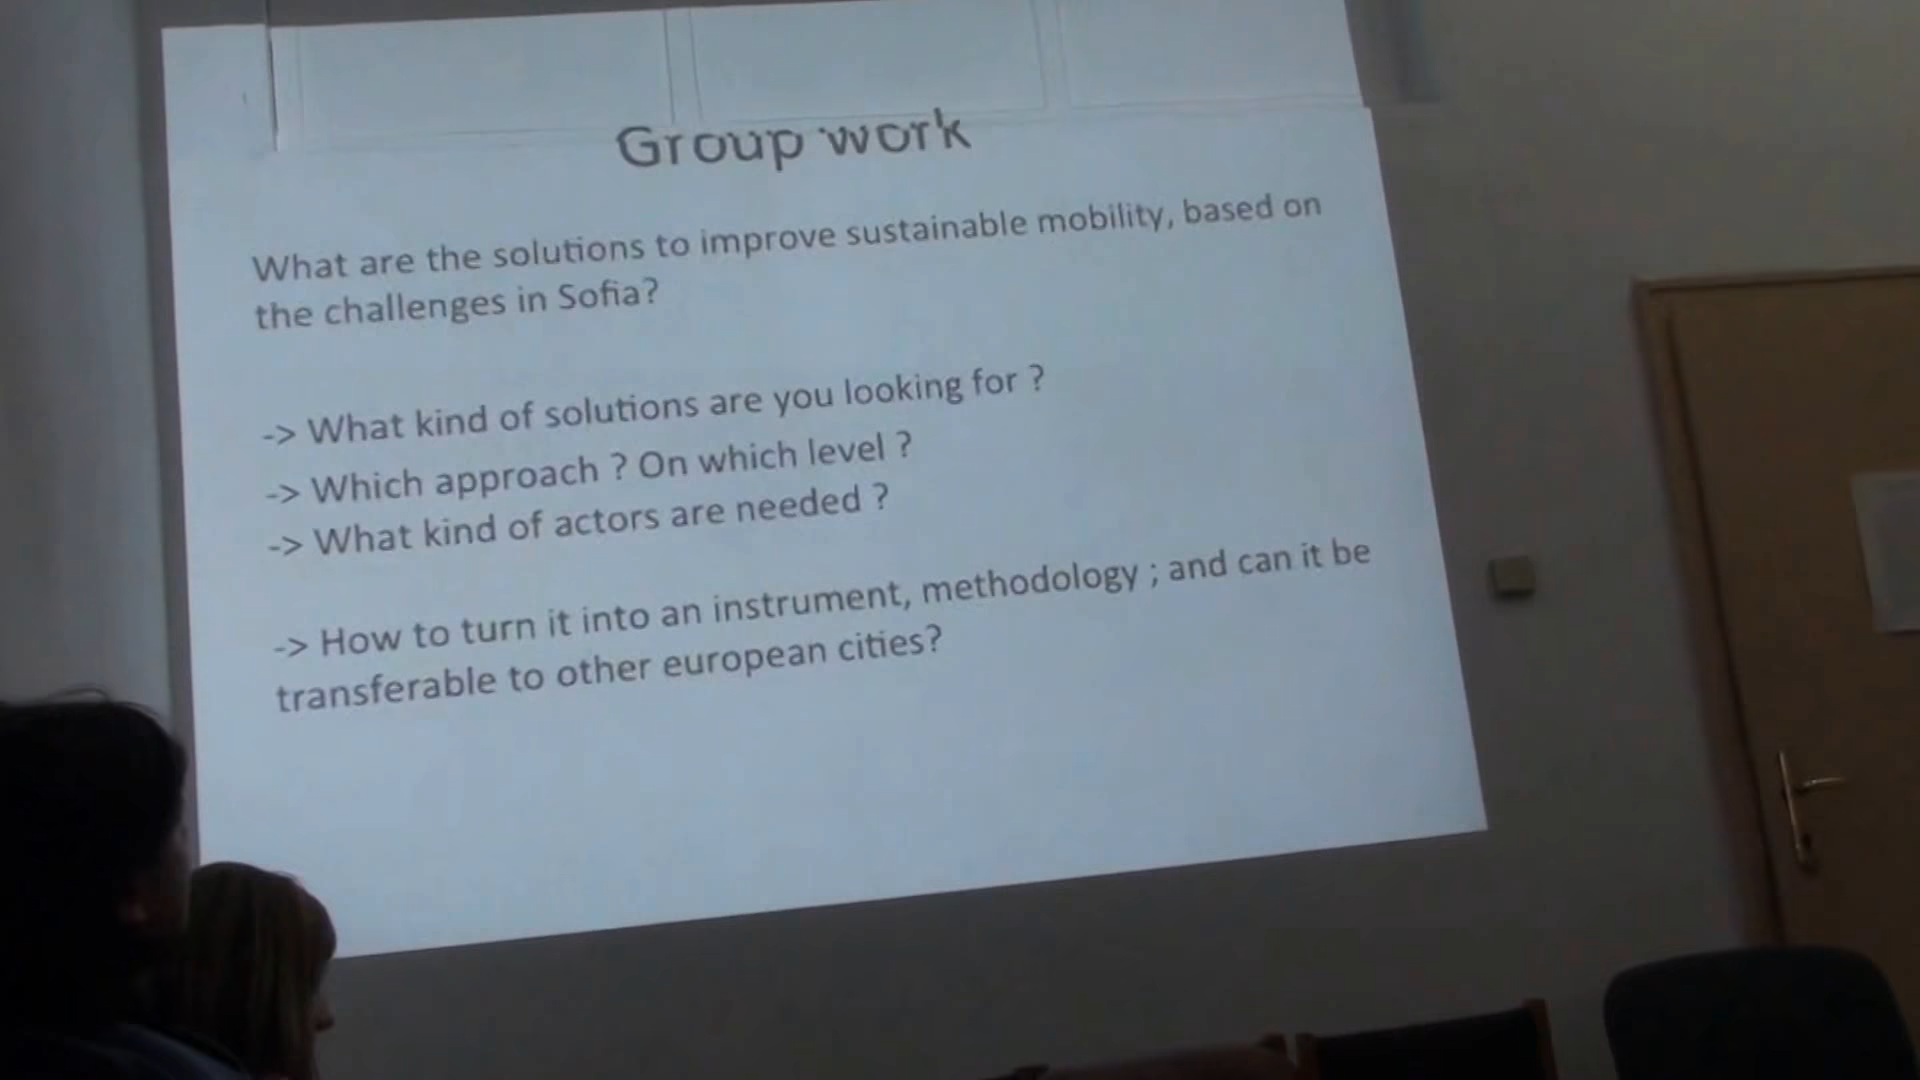 Group work
What are the solutions to improve sustainable mobility, based on
the challenges in Sofia?
-> What kind of solutions are you looking for ?
-> Which approach ? On which level ?
-> What kind of actors are needed ?
-> How to turn it into an instrument, methodology ; and can it be
transferable to other european cities?